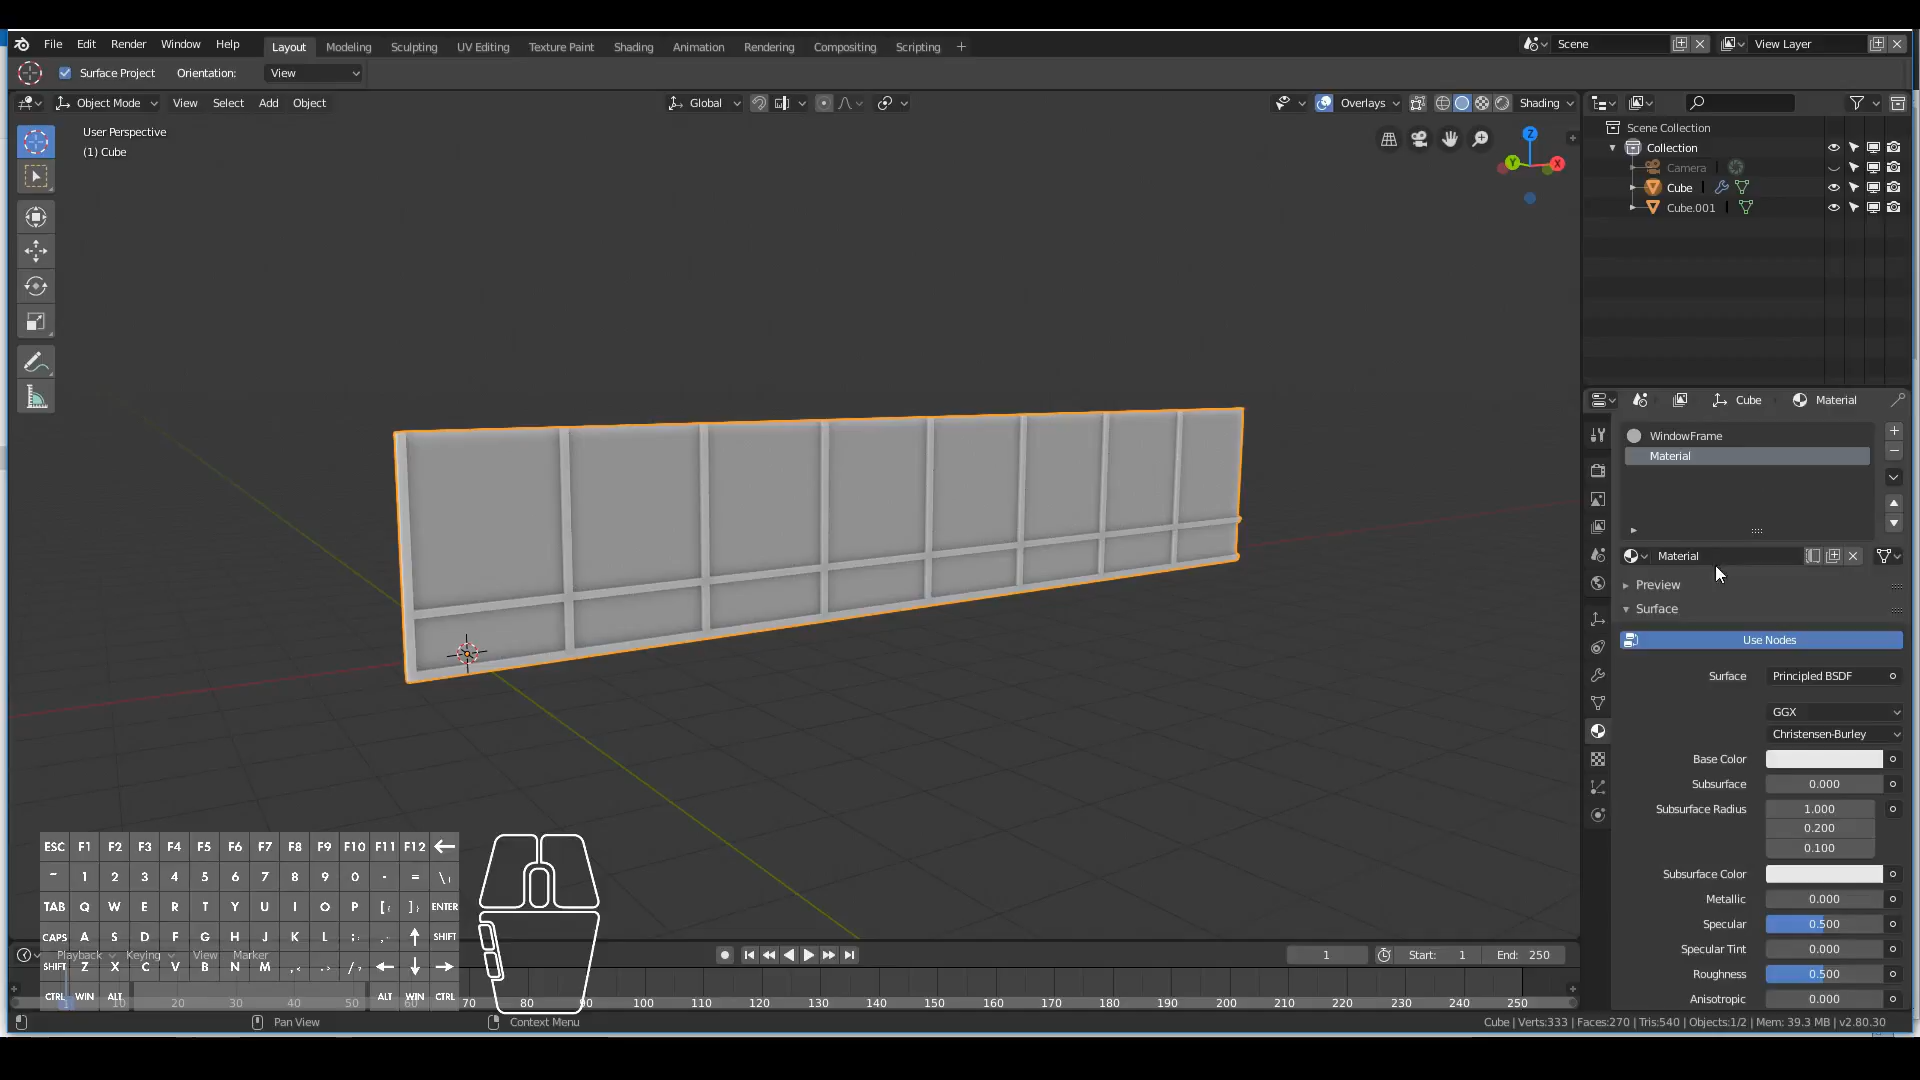 File Edit Render Window Help Layout Modeling Sculpting UV Editing Texture Paint Shading Animation Rendering Compositing Scripting + Scene View Layer
Surface Project Orientation: View
Object Mode View Select Add Object Global Overlays Shading
User Perspective
(1) Cube
Z
Y X
Scene Collection
Collection
Camera
Cube
Cube.001
Cube Material
WindowFrame
Material
Material
Preview
Surface
Use Nodes
Surface Principled BSDF
GGX
Christensen-Burley
Base Color
Subsurface 0.000
Subsurface Radius 1.000
0.200
0.100
Subsurface Color
Metallic 0.000
Specular 0.500
Specular Tint 0.000
Roughness 0.500
Anisotropic 0.000
ESC F1 F2 F3 F4 F5 F6 F7 F8 F9 F10 F11 F12
~ 1 2 3 4 5 6 7 8 9 0 - =
TAB Q W E R T Y U I O P [ ] ENTER
CAPS A S D F G H J K L SHIFT
SHIFT Z X C V B N M
CTRL WIN ALT ALT WIN CTRL
Playback Keying View Marker
1 Start: 1 End: 250
1 10 20 30 40 50 60 70 80 90 100 110 120 130 140 150 160 170 180 190 200 210 220 230 240 250
Pan View Context Menu
Cube | Verts:333 | Faces:270 | Tris:540 | Objects:1/2 | Mem: 39.3 MB | v2.80.30